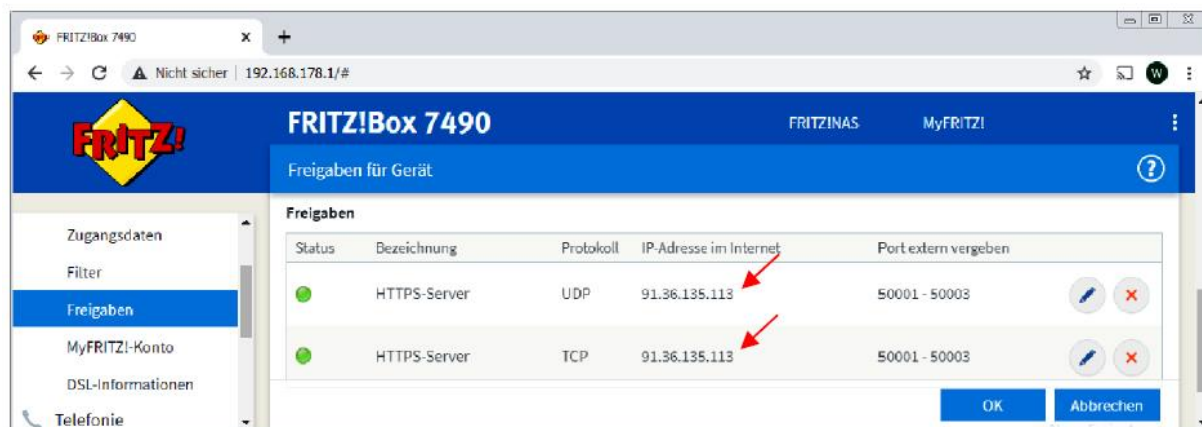 FRITZ!Box 7490
Nicht sicher 192.168.178.1/#
W
FRITZ!
FRITZ!Box 7490
FRITZ!NAS
MyFRITZ!
Freigaben für Gerät
?
Zugangsdaten
Filter
Freigaben
MyFRITZ!-Konto
DSL-Informationen
Telefonie
Freigaben
Status Bezeichnung Protokoll IP-Adresse im Internet Port extern vergeben
HTTPS-Server UDP 91.36.135.113 50001 - 50003
HTTPS-Server TCP 91.36.135.113 50001 - 50003
OK Abbrechen